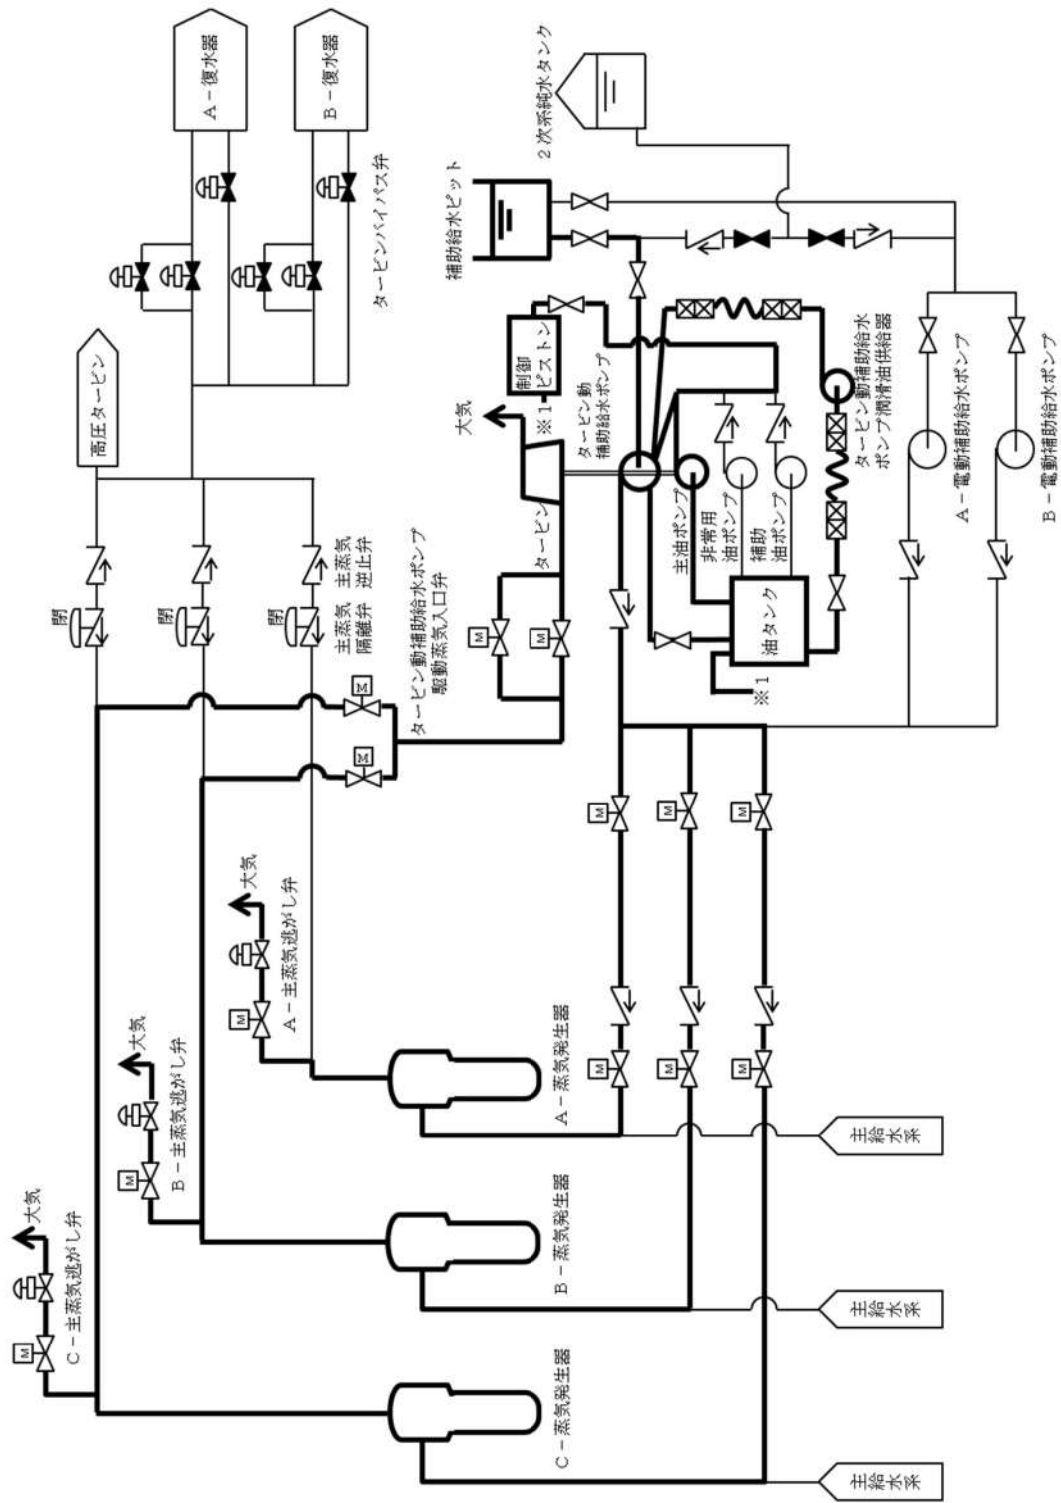 C－主蒸気逃がし弁
大気
B－主蒸気逃がし弁
大気
A－主蒸気逃がし弁
大気
高圧タービン
A－復水器
B－復水器
タービンバイパス弁
閉
閉
閉
主蒸気
隔離弁
主蒸気
逆止弁
タービン動補助給水ポンプ
駆動蒸気入口弁
M
M
M
M
M
M
M
タービン
大気
※1
制御
ピストン
補助給水ピット
2次系純水タンク
タービン動
補助給水ポンプ
主油ポンプ
非常用
油ポンプ
補助
油ポンプ
油タンク
※1
タービン動補助給水
ポンプ潤滑油供給器
A－電動補助給水ポンプ
B－電動補助給水ポンプ
C－蒸気発生器
B－蒸気発生器
A－蒸気発生器
M
M
M
M
M
M
主給水系
主給水系
主給水系